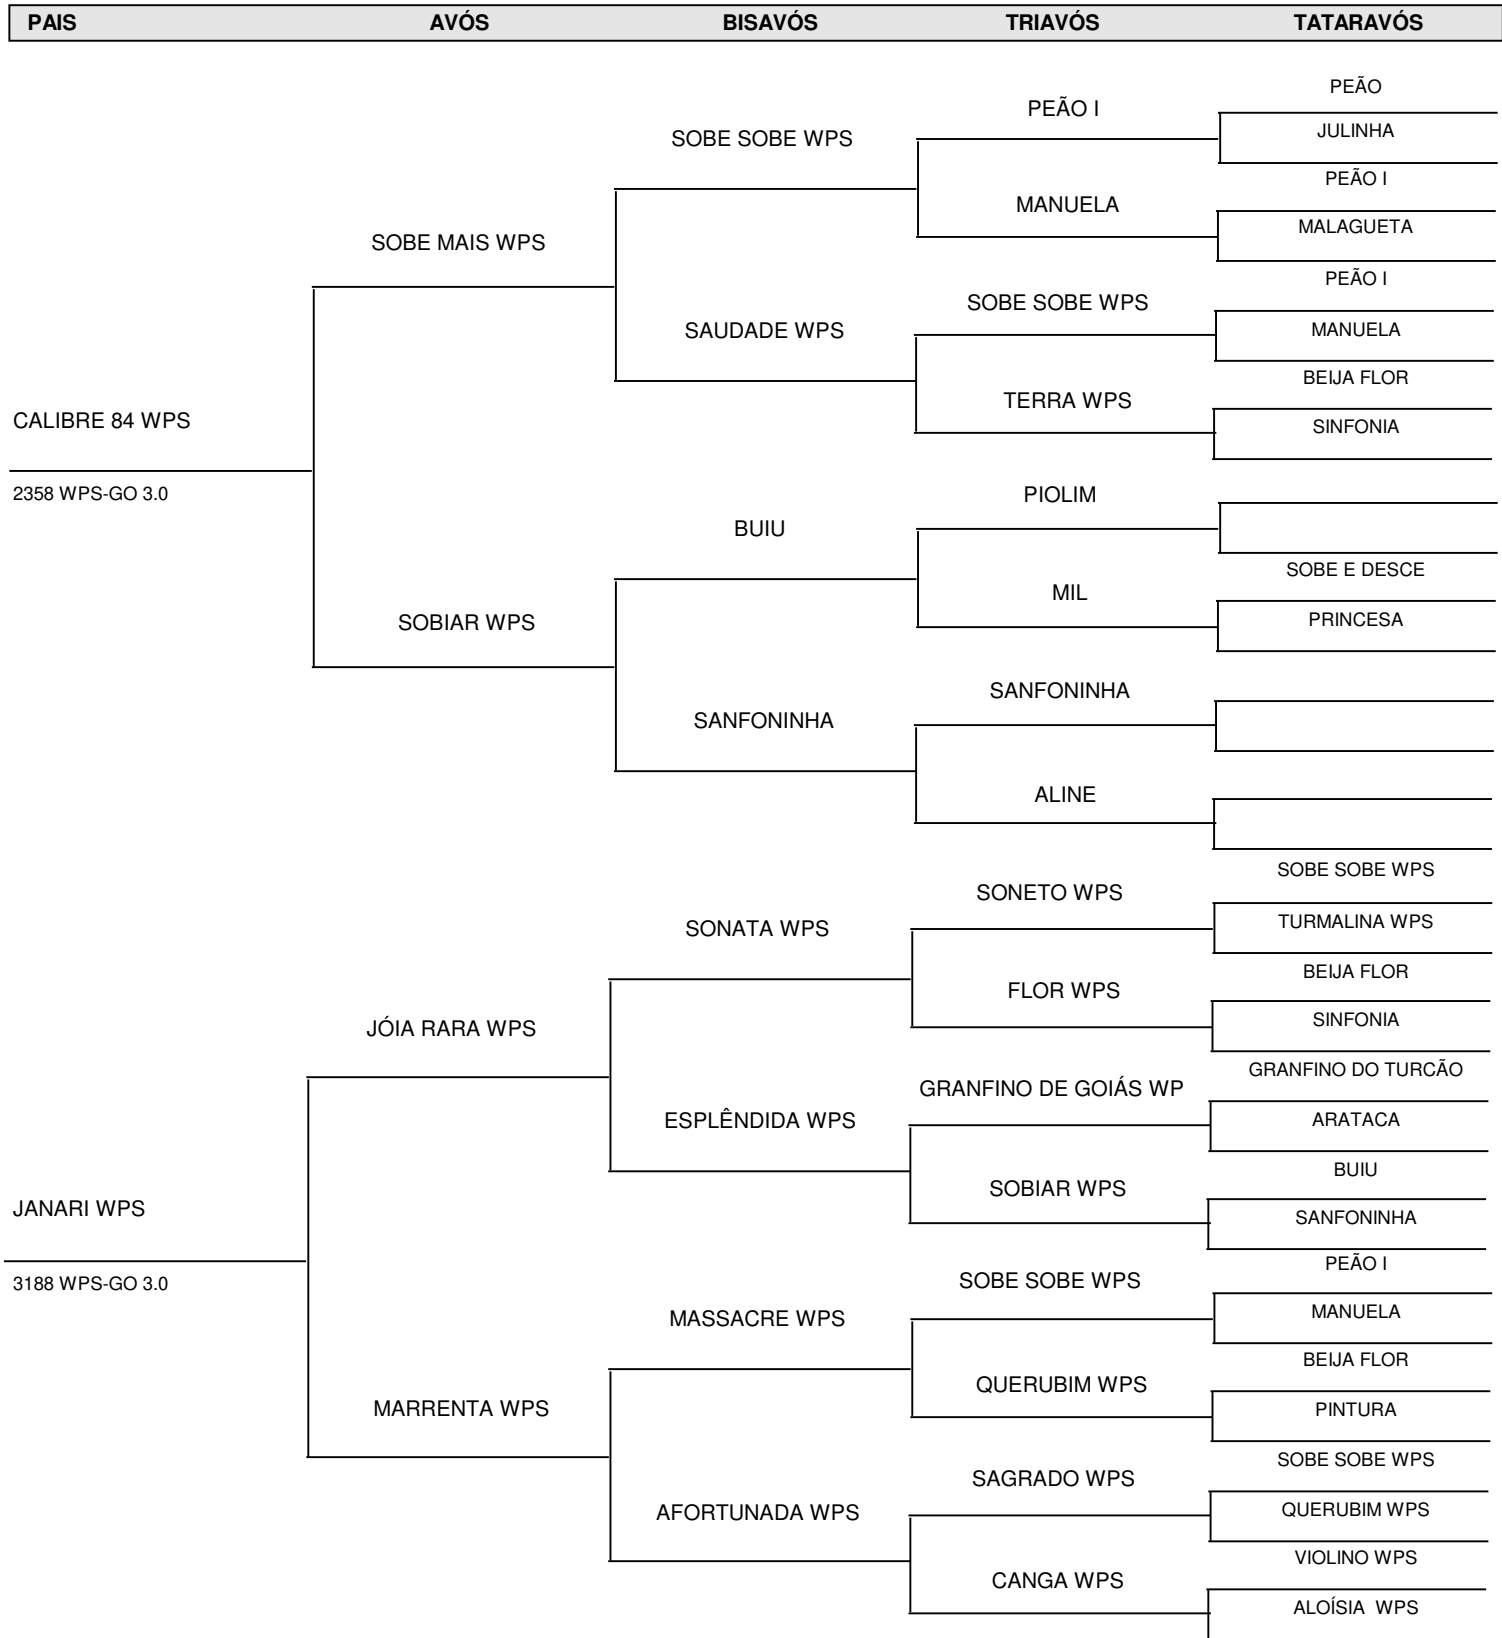 PAIS AVÓS BISAVÓS TRIAVÓS TATARAVÓS
PEÃO
PEÃO I
JULINHA
SOBE SOBE WPS
PEÃO I
MANUELA
MALAGUETA
SOBE MAIS WPS
PEÃO I
SOBE SOBE WPS
SAUDADE WPS
MANUELA
BEIJA FLOR
TERRA WPS
CALIBRE 84 WPS
SINFONIA
2358 WPS-GO 3.0
PIOLIM
BUIU
SOBE E DESCE
MIL
SOBIAR WPS
PRINCESA
SANFONINHA
SANFONINHA
ALINE
SOBE SOBE WPS
SONETO WPS
SONATA WPS
TURMALINA WPS
BEIJA FLOR
FLOR WPS
JÓIA RARA WPS
SINFONIA
GRANFINO DO TURCÃO
GRANFINO DE GOIÁS WP
ESPLÊNDIDA WPS
ARATACA
BUIU
SOBIAR WPS
JANARI WPS
SANFONINHA
PEÃO I
3188 WPS-GO 3.0
SOBE SOBE WPS
MASSACRE WPS
MANUELA
BEIJA FLOR
QUERUBIM WPS
MARRENTA WPS
PINTURA
SOBE SOBE WPS
SAGRADO WPS
AFORTUNADA WPS
QUERUBIM WPS
VIOLINO WPS
CANGA WPS
ALOÍSIA WPS